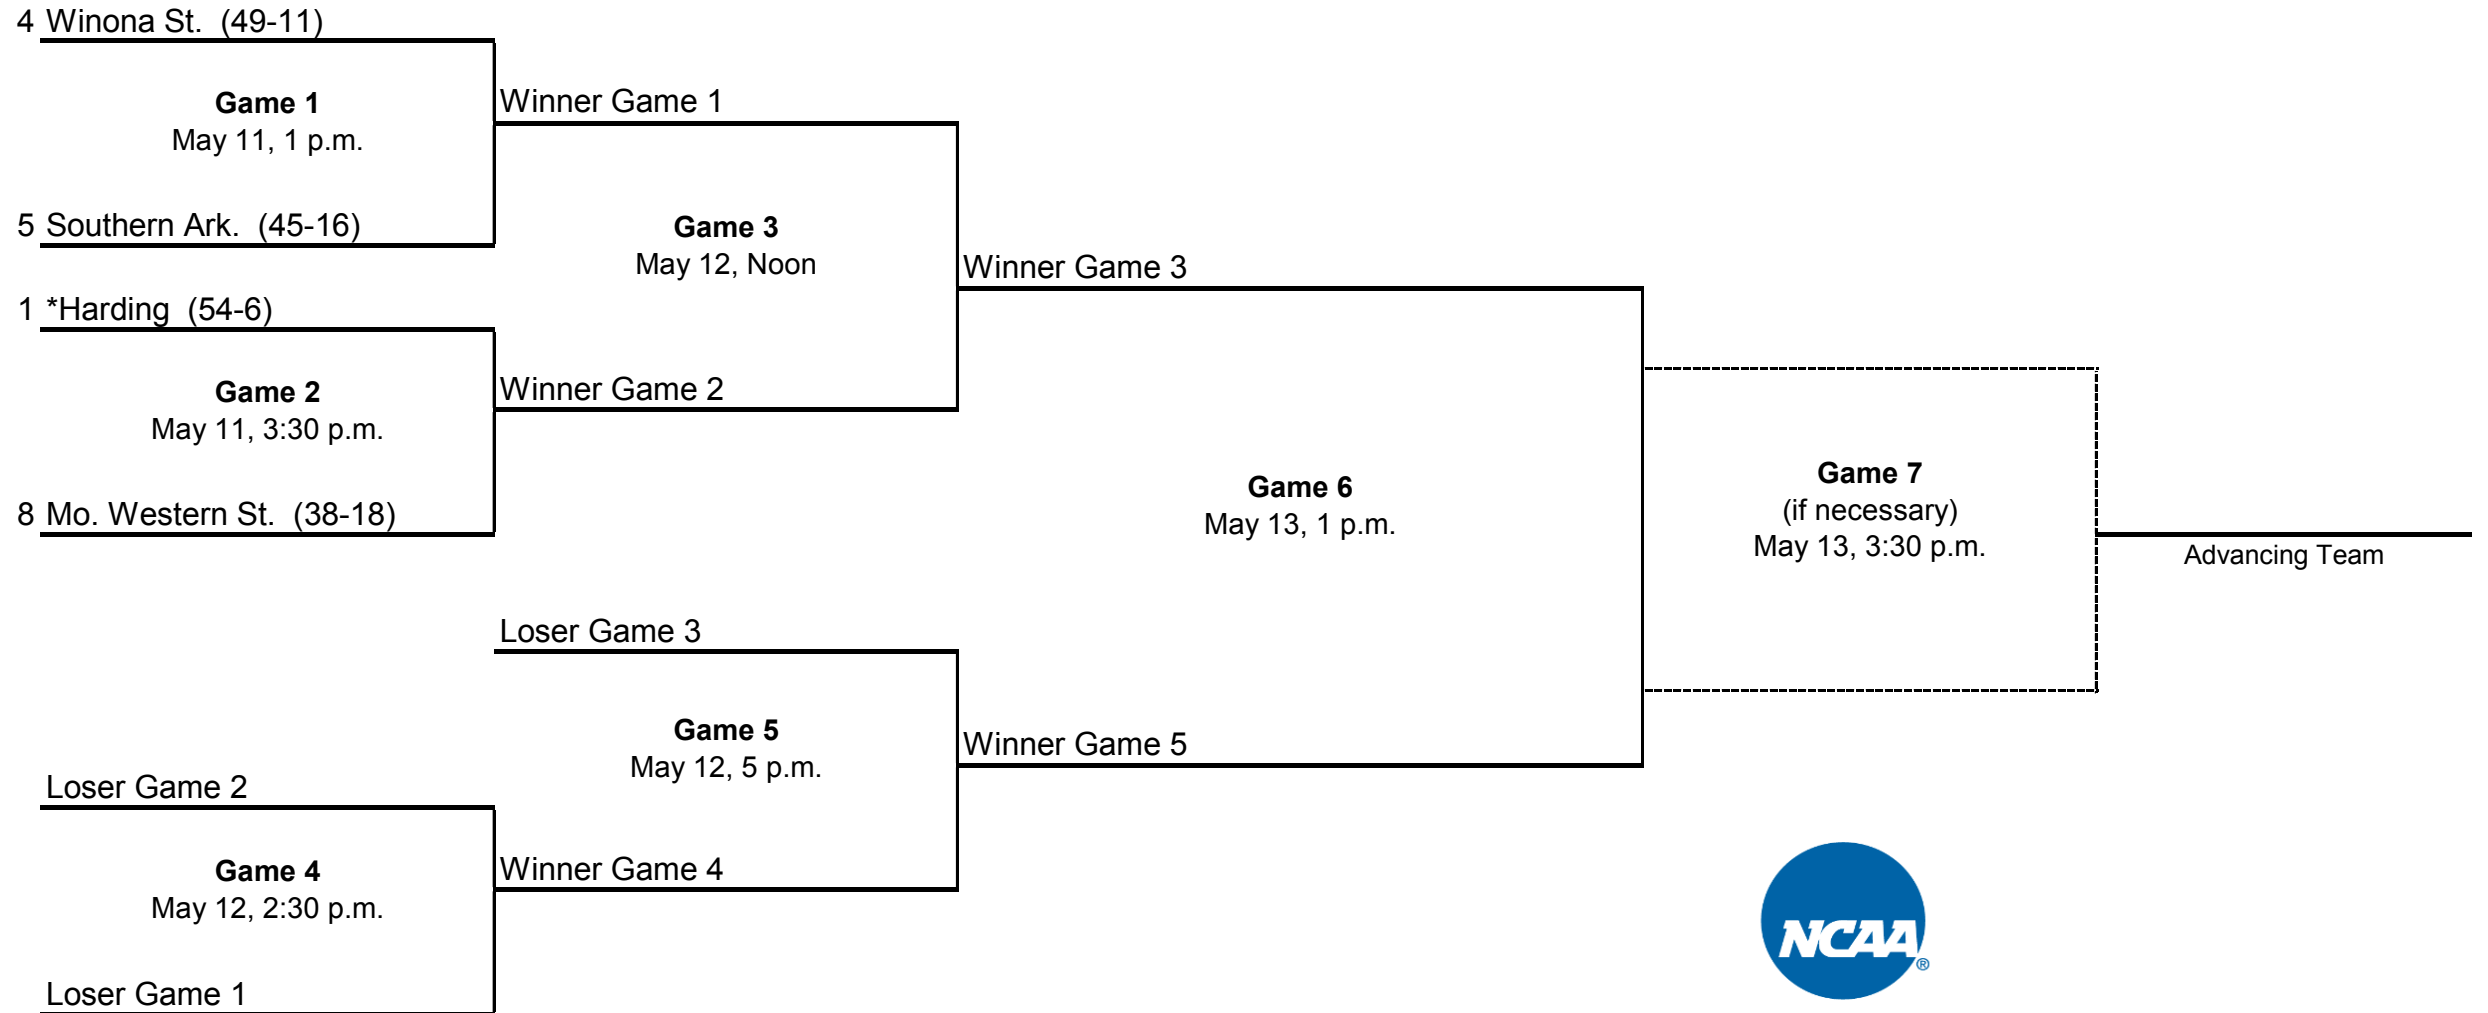 4 Winona St. (49-11)
Game 1
May 11, 1 p.m.
5 Southern Ark. (45-16)
1 *Harding (54-6)
Game 2
May 11, 3:30 p.m.
8 Mo. Western St. (38-18)
Winner Game 1
Game 3
May 12, Noon
Winner Game 2
Winner Game 3
Game 6
May 13, 1 p.m.
Game 7
(if necessary)
May 13, 3:30 p.m.
Advancing Team
Loser Game 3
Game 5
May 12, 5 p.m.
Winner Game 5
Loser Game 2
Game 4
May 12, 2:30 p.m.
Winner Game 4
Loser Game 1
NCAA®